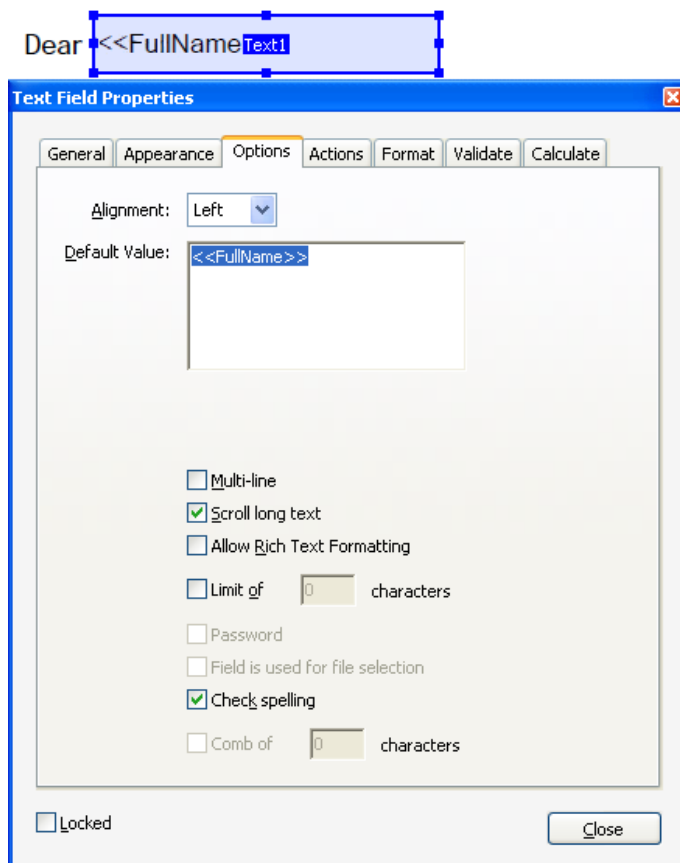 Dear <<FullName Text1
Text Field Properties
General Appearance Options Actions Format Validate Calculate
Alignment: Left
Default Value: <<FullName>>
Multi-line
Scroll long text
Allow Rich Text Formatting
Limit of 0 characters
Password
Field is used for file selection
Check spelling
Comb of 0 characters
Locked
Close